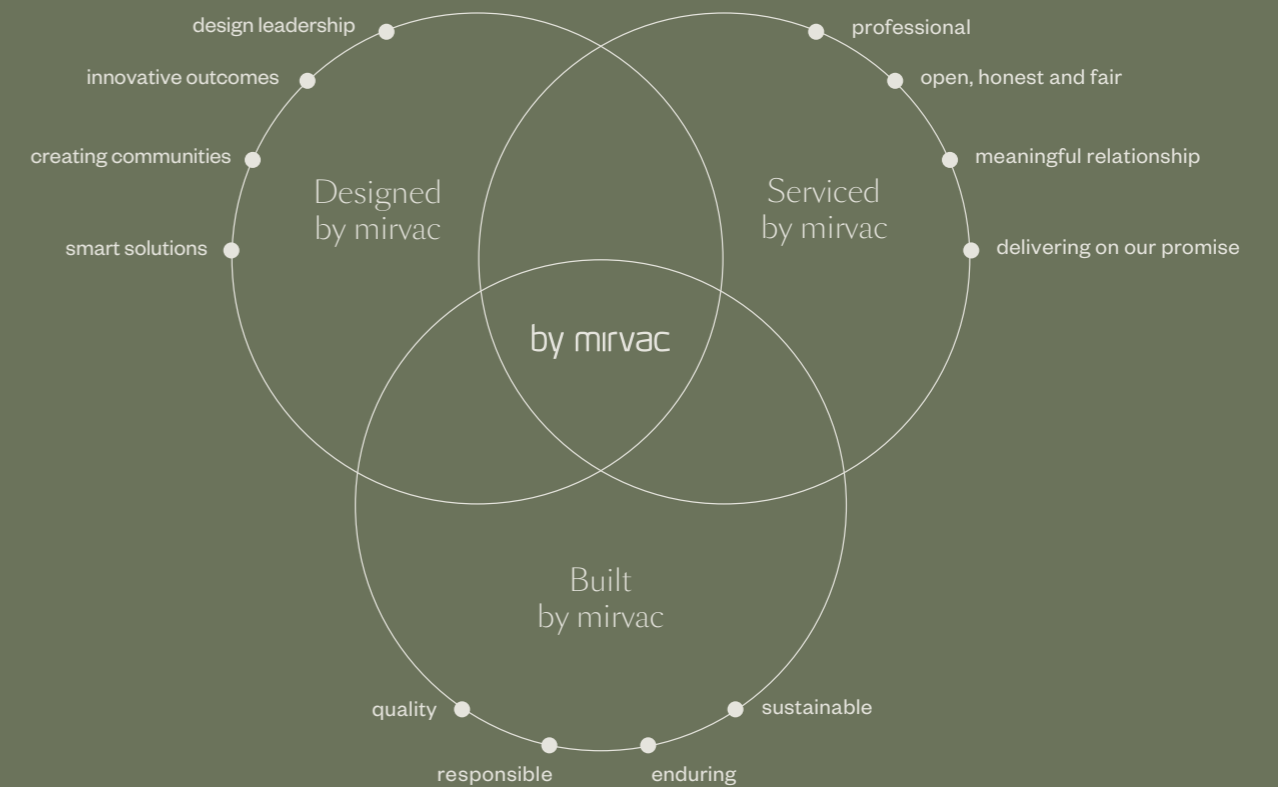 design leadership
innovative outcomes
creating communities
smart solutions
Designed
by mirvac
professional
open, honest and fair
meaningful relationship
delivering on our promise
Serviced
by mirvac
by mirvac
Built
by mirvac
quality
responsible
enduring
sustainable